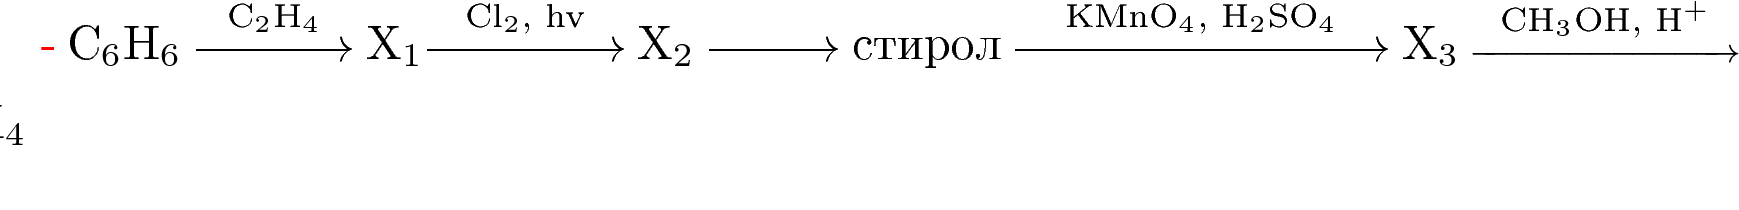 - C₆H₆ —C₂H₄→ X₁ —Cl₂, hv→ X₂ ⟶ стирол —KMnO₄, H₂SO₄→ X₃ —CH₃OH, H⁺→
4